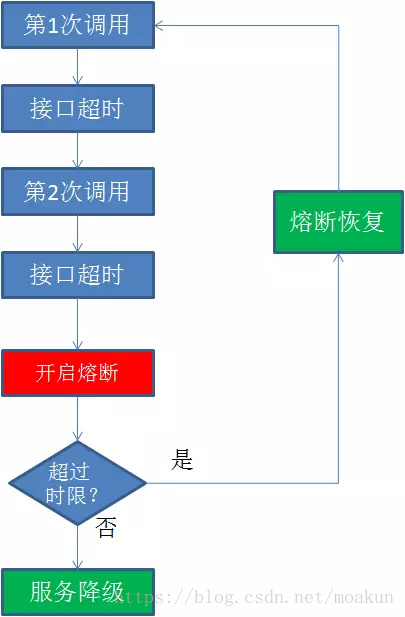 第1次调用
接口超时
第2次调用
熔断恢复
接口超时
开启熔断
超过
时限？
是
否
服务降级
https://blog.csdn.net/moakun